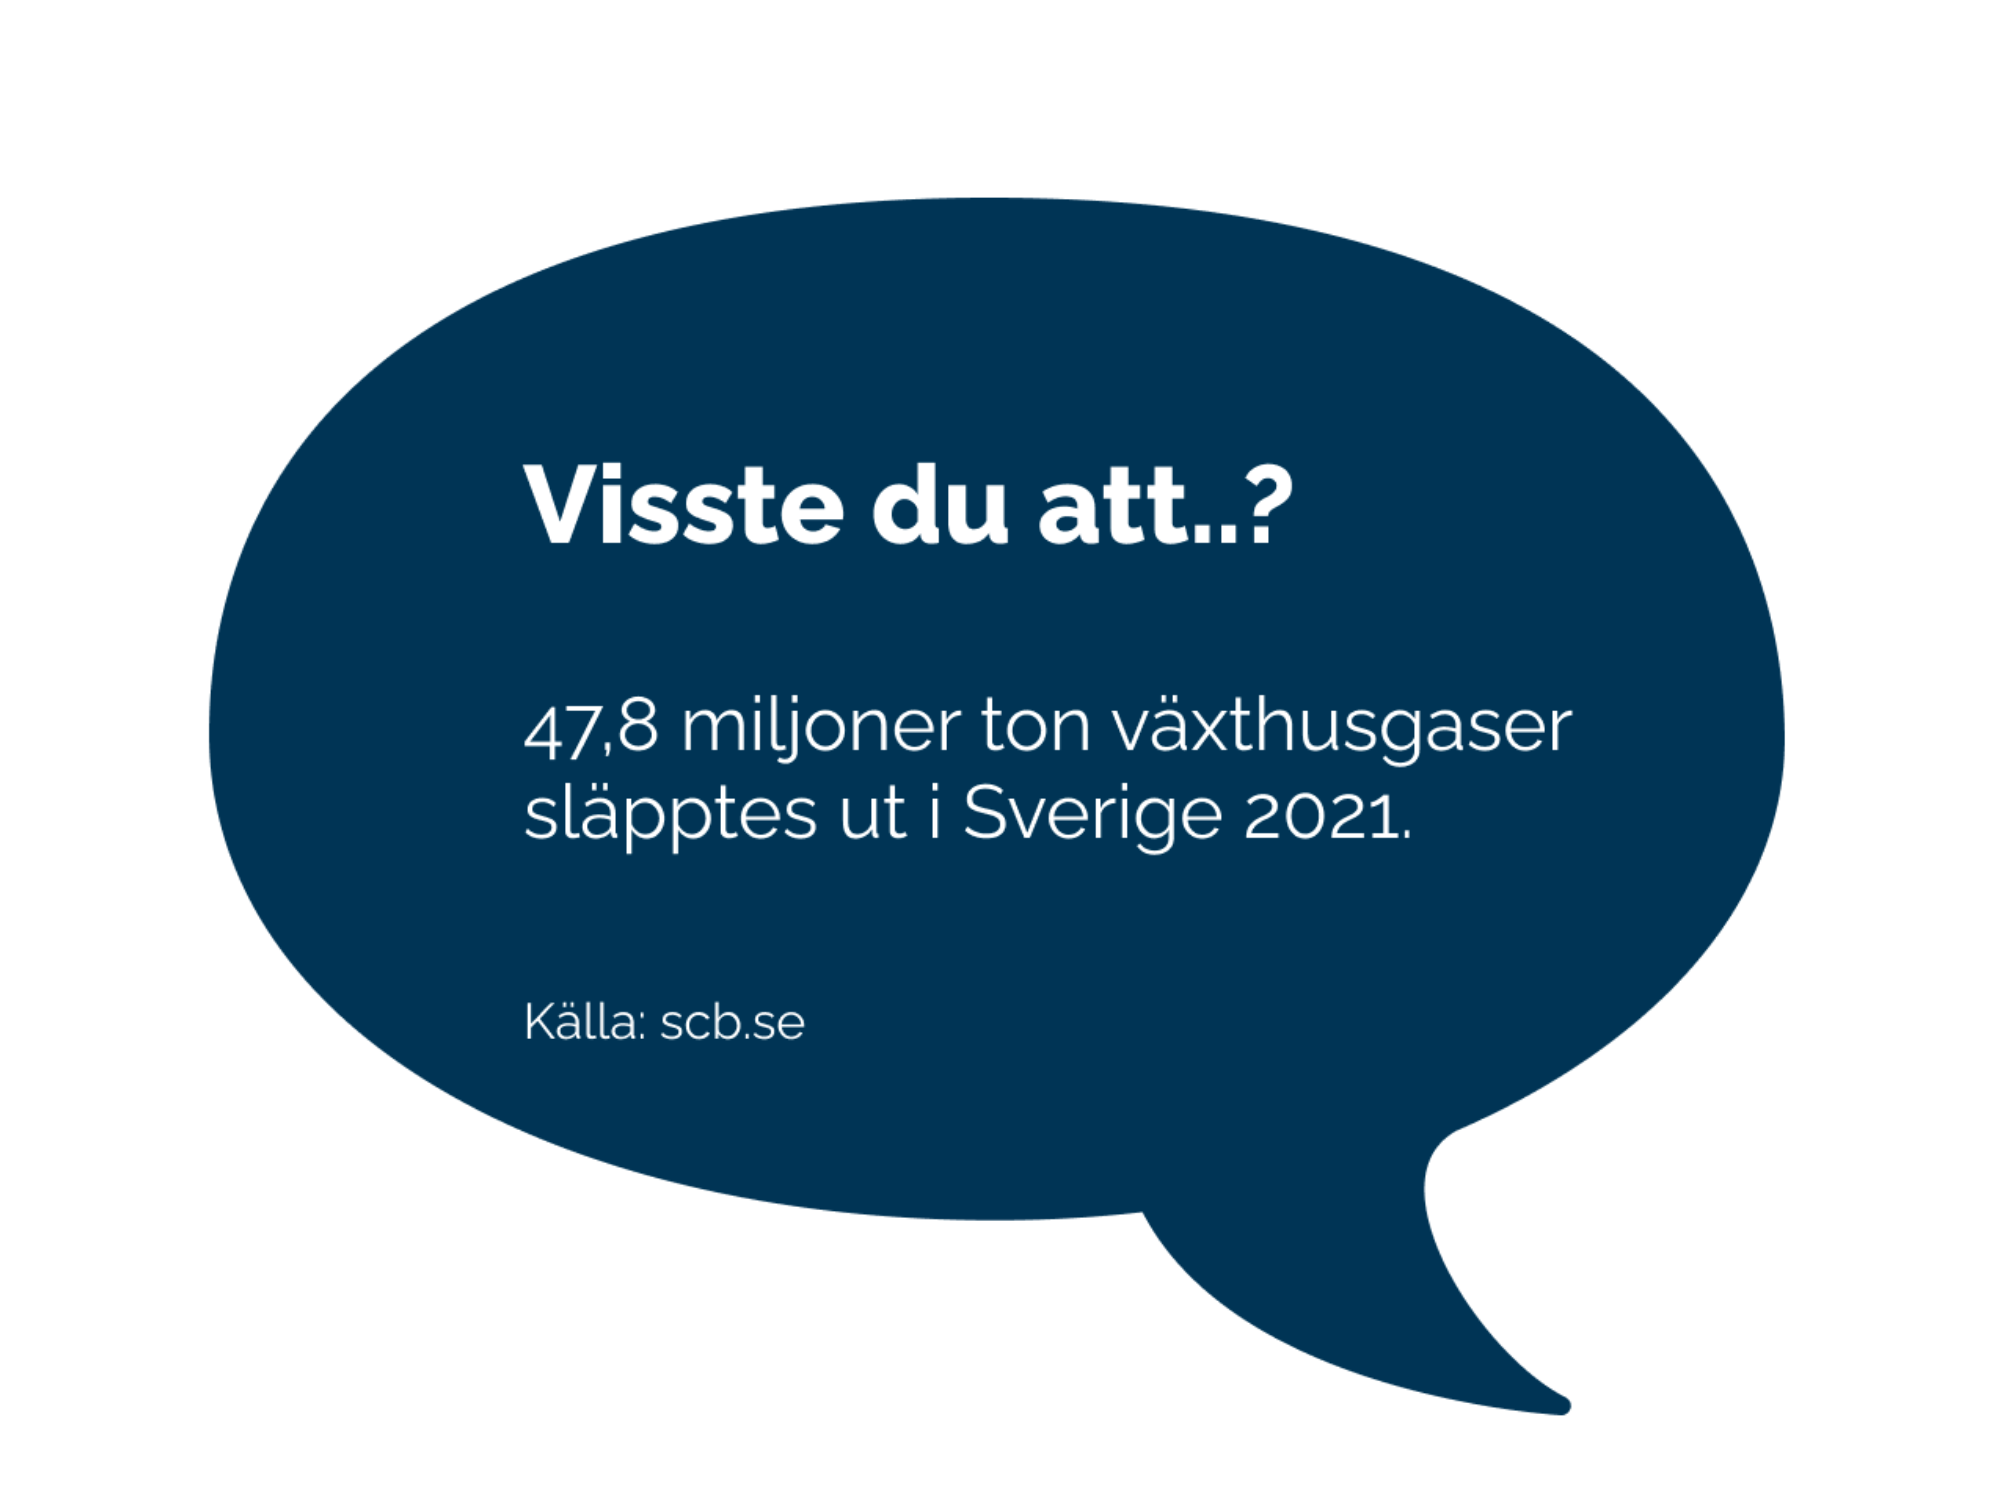 Visste du att..?
47,8 miljoner ton växthusgaser
släpptes ut i Sverige 2021.
Källa: scb.se